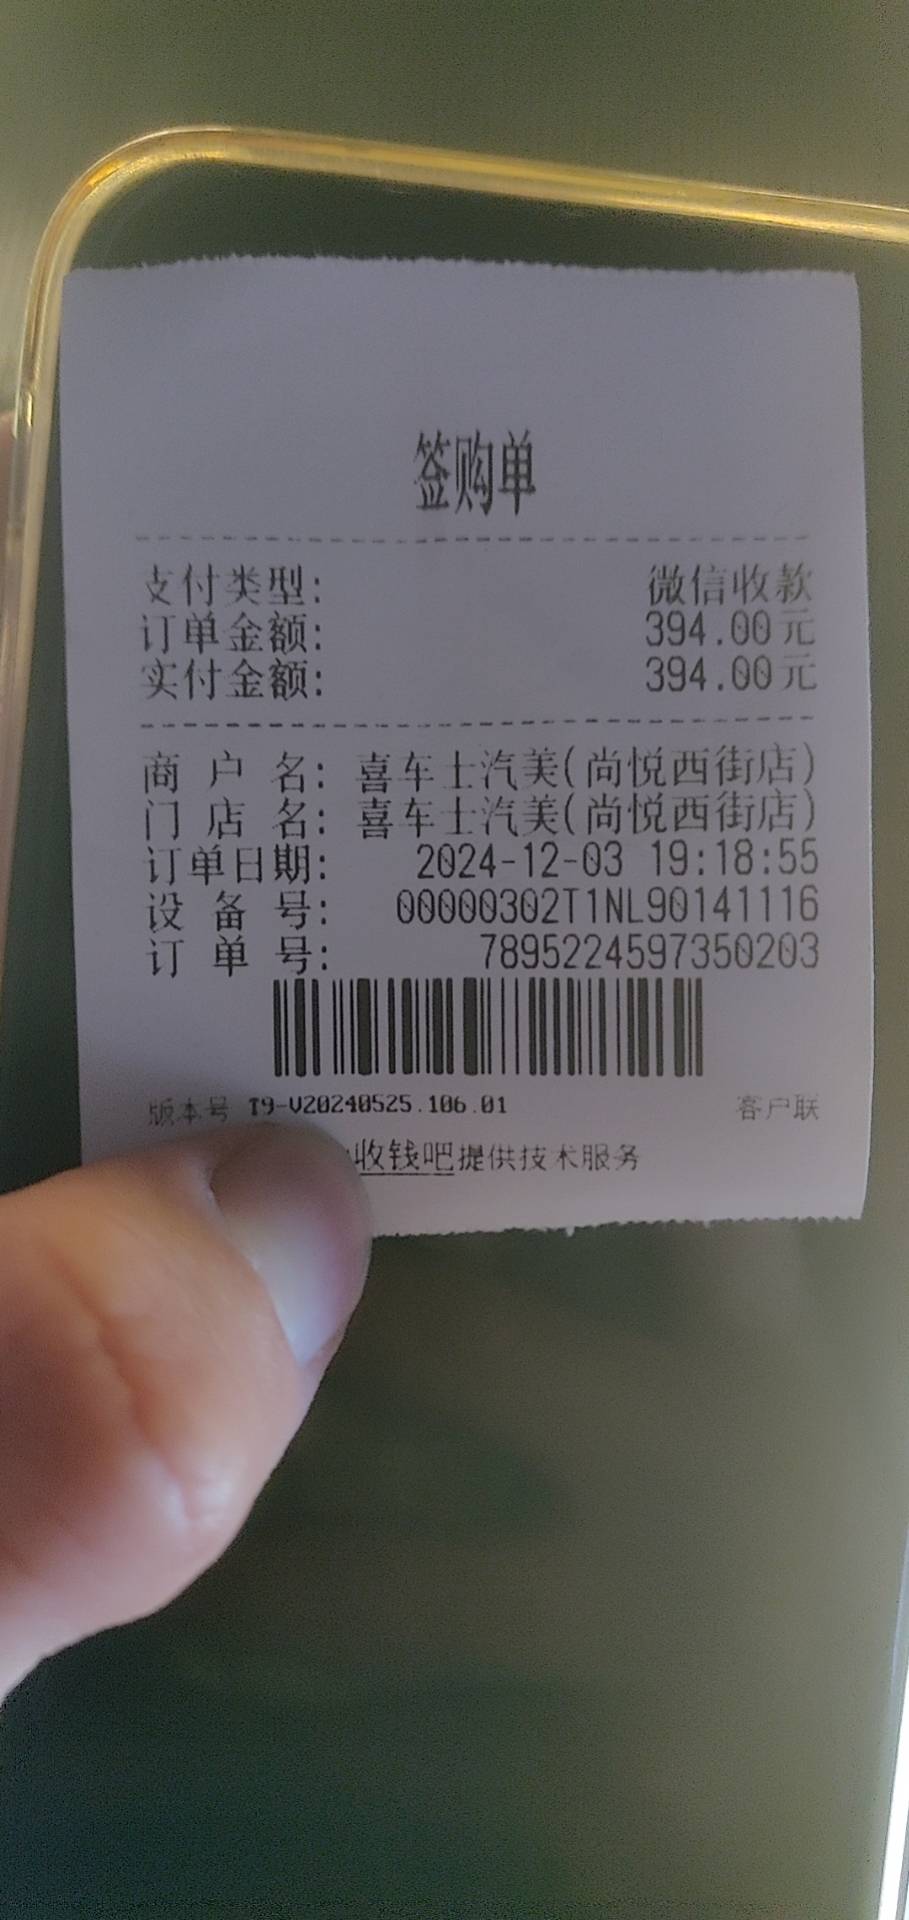 签购单
支付类型: 微信收款
订单金额: 394.00元
实付金额: 394.00元
商户名: 喜车士汽美(尚悦西街店)
门店名: 喜车士汽美(尚悦西街店)
订单日期: 2024-12-03 19:18:55
设备号: 00000302T1NL90141116
订单号: 7895224597350203
版本号 T9-V20240525.106.01 客户联
收钱吧提供技术服务